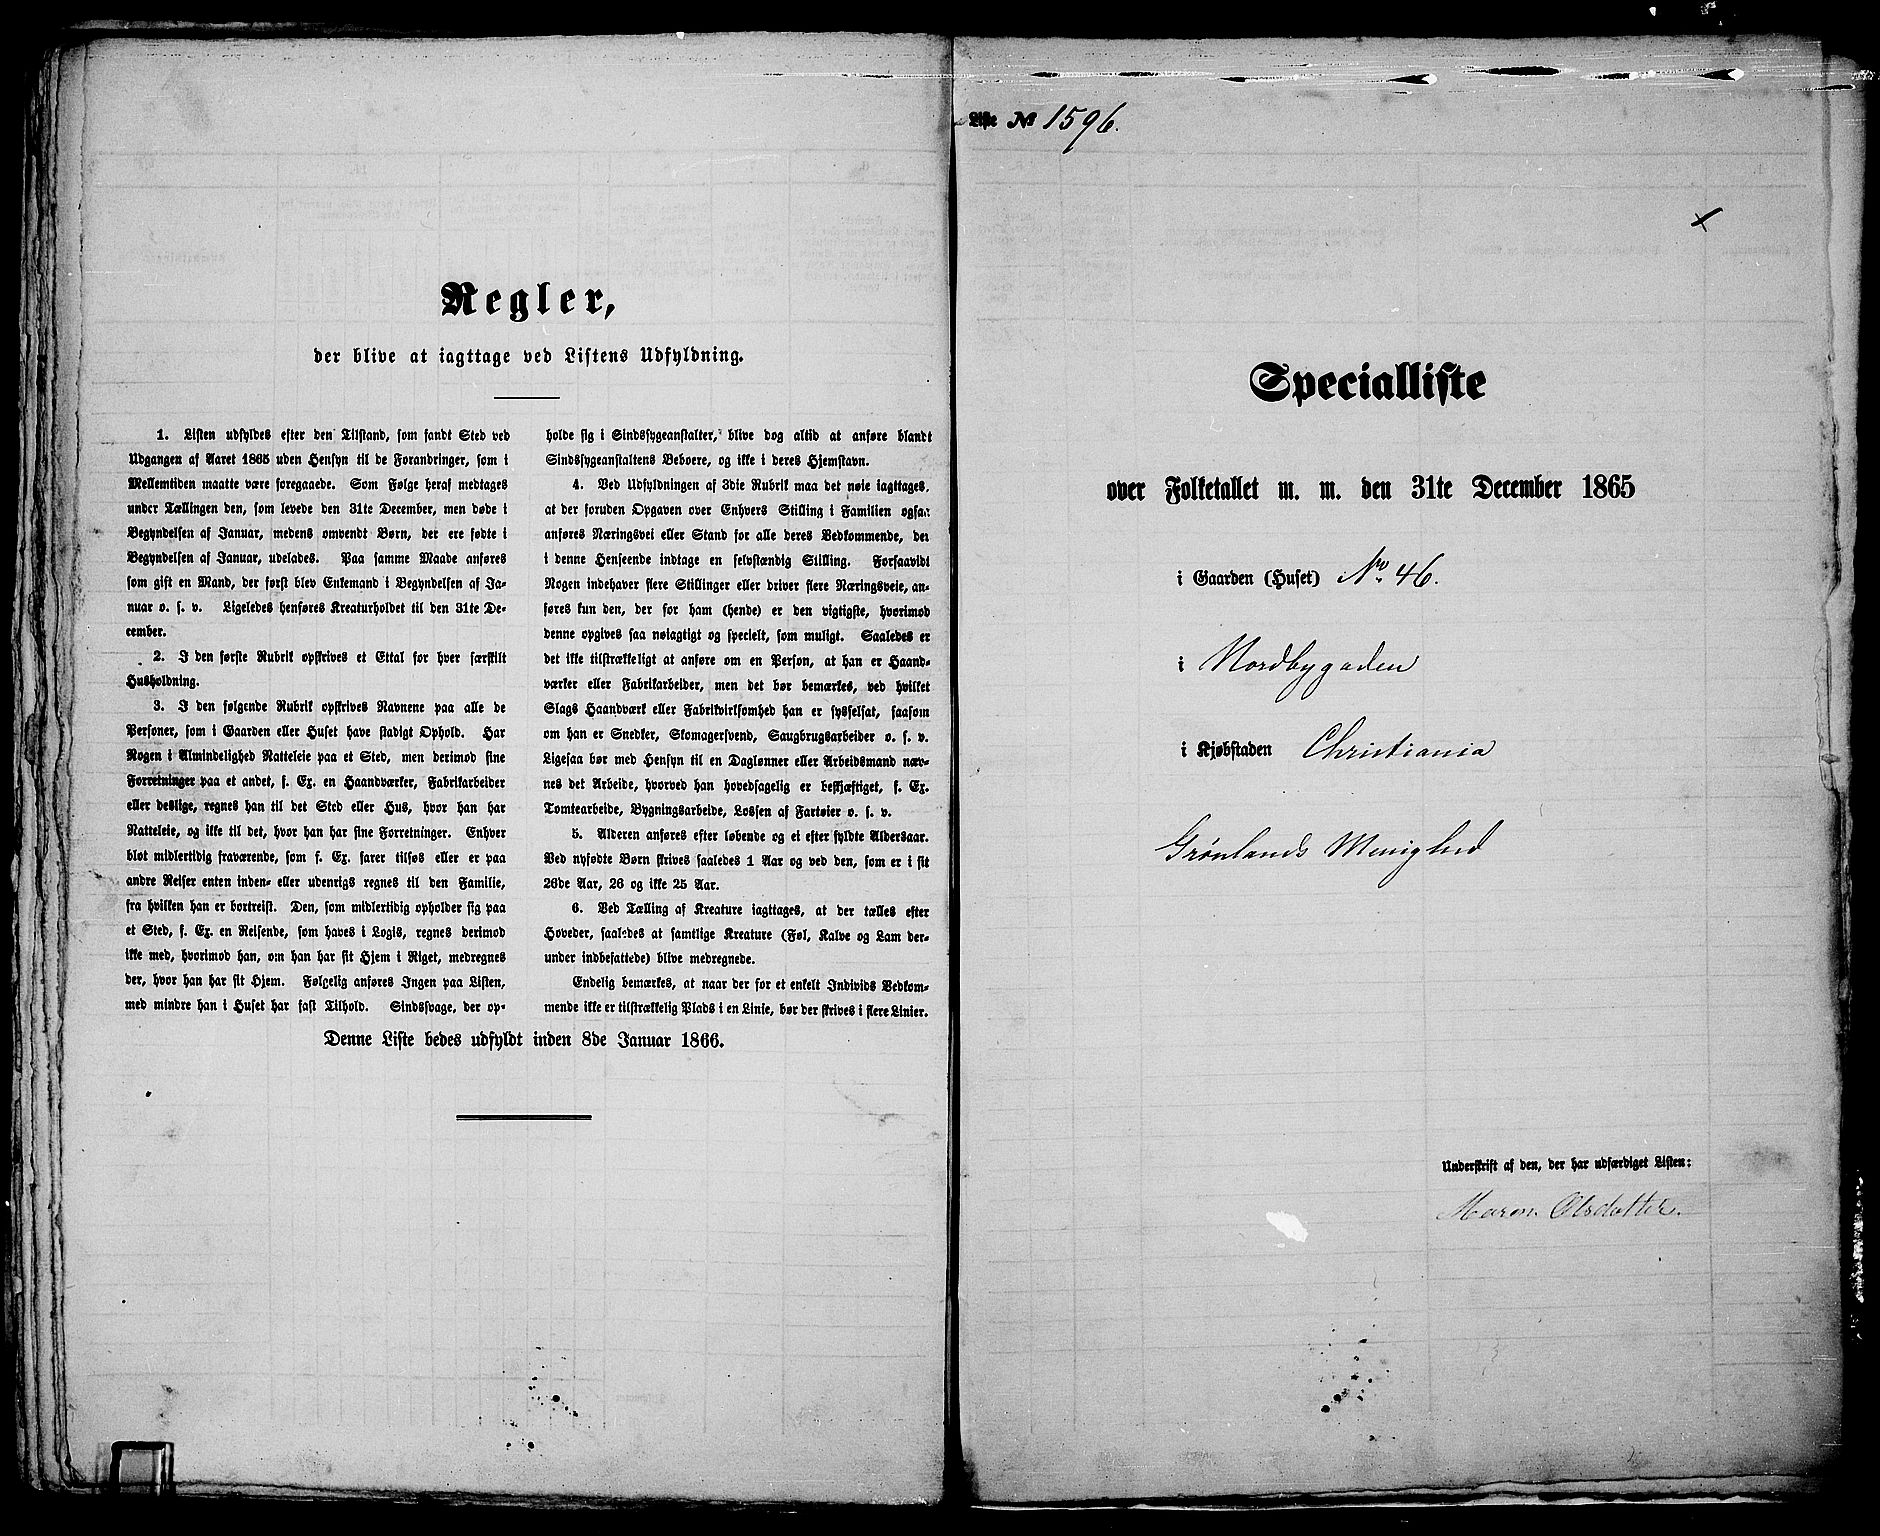 Regler,
der blive at iagttage ved Listens Udfyldning.
1. Listen udfyldes efter den Tilstand, som fandt Sted ved
Udgangen af Aaret 1865 uden Hensyn til de Forandringer, som i
Mellemtiden maatte være foregaaede. Som Følge heraf medtages
under Tællingen den, som levede den 31te December, men døde i
Begyndelsen af Januar, medens omvendt Børn, der ere fødte i
Begyndelsen af Januar, udelades. Paa samme Maade anføres
som gift en Mand, der først blev Enkemand i Begyndelsen af Ja-
nuar o. s. v. Ligeledes henføres Kreaturholdet til den 31te De-
cember.
2. I den første Rubrik opskrives et Ettal for hver særskilt
Husholdning.
3. I den følgende Rubrik opskrives Navnene paa alle de
Personer, som i Gaarden eller Huset have stadigt Ophold. Har
Nogen i Almindelighed Natteleie paa et Sted, men derimod sine
Forretninger paa et andet, f. Ex. en Haandværker, Fabrikarbeider
eller deslige, regnes han til det Sted eller Hus, hvor han har
Natteleie, og ikke til det, hvor han har sine Forretninger. Enhver
blot midlertidig fraværende, som f. Ex. farer tilsøs eller er paa
andre Reiser enten inden- eller udenrigs regnes til den Familie,
fra hvilken han er bortreist. Den, som midlertidig opholder sig paa
et Sted, f. Ex. en Reisende, som haves i Logis, regnes derimod
ikke med, hvorimod han, om han har sit Hjem i Riget, medregnes
der, hvor han har sit Hjem. Følgelig anføres Ingen paa Listen,
med mindre han i Huset har fast Tilhold. Sindssvage, der op-
holde sig i Sindssygeanstalter, blive dog altid at anføre blandt
Sindssygeanstaltens Beboere, og ikke i deres Hjemstavn.
4. Ved Udfyldningen af 3die Rubrik maa det nøie iagttages,
at der foruden Opgaven over Enhvers Stilling i Familien ogsaa
anføres Næringsvei eller Stand for alle deres Vedkommende, der
i denne Henseende indtage en selvstændig Stilling. Forsaavidt
Nogen indehaver flere Stillinger eller driver flere Næringsveie, an-
føres kun den, der for ham (hende) er den vigtigste, hvorimod
denne opgives saa nøiagtigt og specielt, som muligt. Saaledes er
det ikke tilstrækkeligt at anføre om en Person, at han er Haand-
værker eller Fabrikarbeider, men det bør bemærkes, ved hvilket
Slags Haandværk eller Fabrikvirksomhed han er sysselsat, saasom
om han er Snedker, Skomagersvend, Saugbrugsarbeider o. s. v.
Ligesaa bør med Hensyn til en Daglønner eller Arbeidsmand næv-
nes det Arbeide, hvorved han hovedsagelig er beskjæftiget, f. Ex.
Tomtearbeide, Bygningsarbeide, Lossen af Fartøier o. s. v.
5. Alderen anføres efter løbende og ei efter fyldte Aldersaar.
Ved nyfødte Børn skrives saaledes 1 Aar og ved den, som er i sit
26de Aar, 26 og ikke 25 Aar.
6. Ved Tælling af Kreature iagttages, at der tælles efter
Hoveder, saaledes at samtlige Kreature (Føl, Kalve og Lam der-
under indbefattede) blive medregnede.
Endelig bemærkes, at naar der for et enkelt Individs Vedkom-
mende ikke er tilstrækkelig Plads i en Linie, bør der skrives i flere Linier.
Denne Liste bedes udfyldt inden 8de Januar 1866.
Liste № 1596.
Specialliste
over Folketallet m. m. den 31te December 1865
i Gaarden (Huset) No. 46.
i Nordbygaden
i Kjøbstaden Christiania
Grønlands Menighed
Underskrift af den, der har udfærdiget Listen:
Maren Olsdatter.